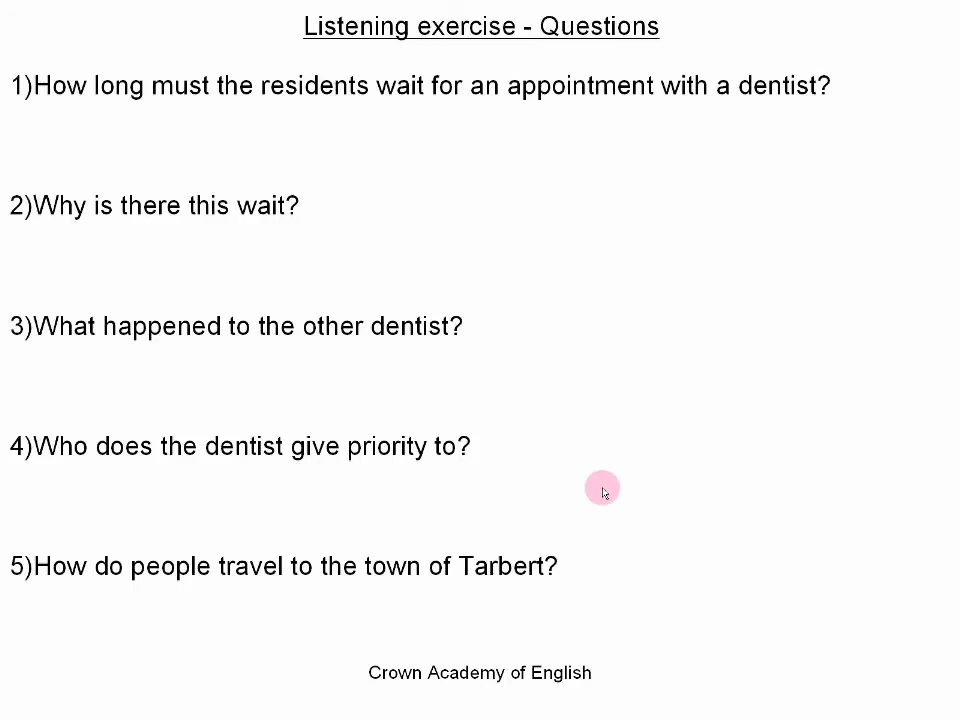 Listening exercise - Questions
1)How long must the residents wait for an appointment with a dentist?
2)Why is there this wait?
3)What happened to the other dentist?
4)Who does the dentist give priority to?
5)How do people travel to the town of Tarbert?
Crown Academy of English